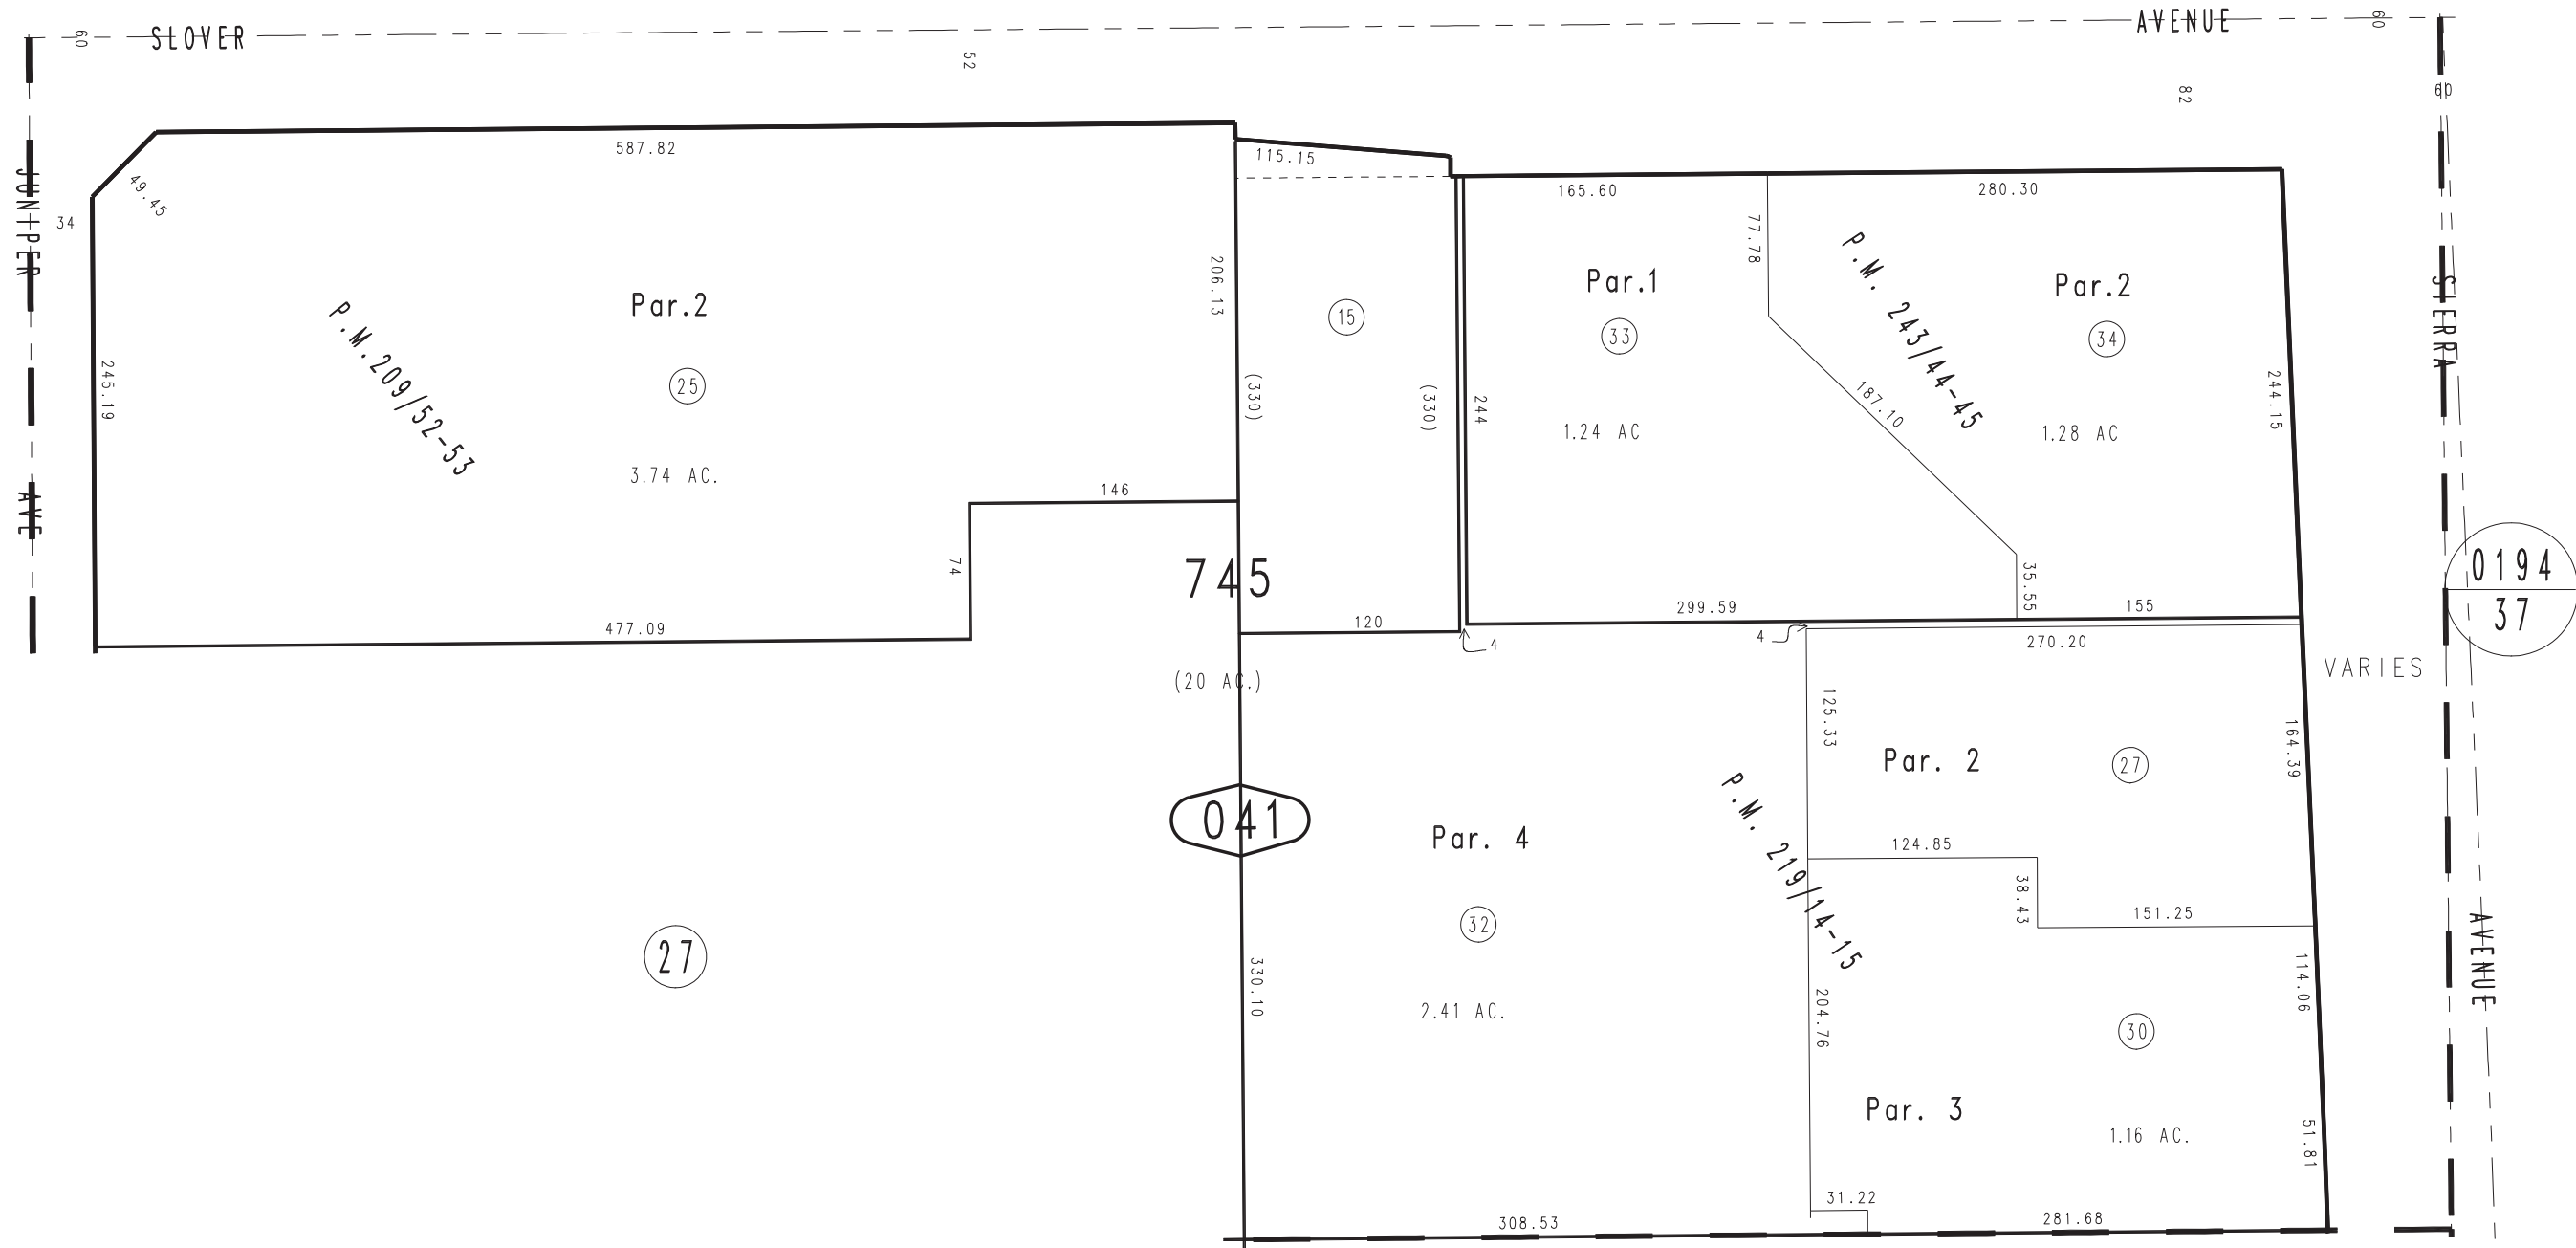 SLOVER
AVENUE
60
60
52
82
60
JUNIPER
AVE
34
587.82
49.45
245.19
P.M.209/52-53
Par.2
25
3.74 AC.
206.13
146
74
477.09
115.15
15
(330)
(330)
120
4
165.60
280.30
77.78
Par.1
33
1.24 AC
244
187.10
P.M. 243/44-45
Par.2
34
1.28 AC
244.15
35.55
299.59
155
4
270.20
SIERRA
AVENUE
0194
37
VARIES
745
(20 AC.)
041
27
330.10
Par. 4
32
2.41 AC.
P.M. 219/14-15
125.33
Par. 2
27
164.39
124.85
38.43
151.25
114.06
204.76
30
Par. 3
1.16 AC.
51.81
31.22
308.53
281.68